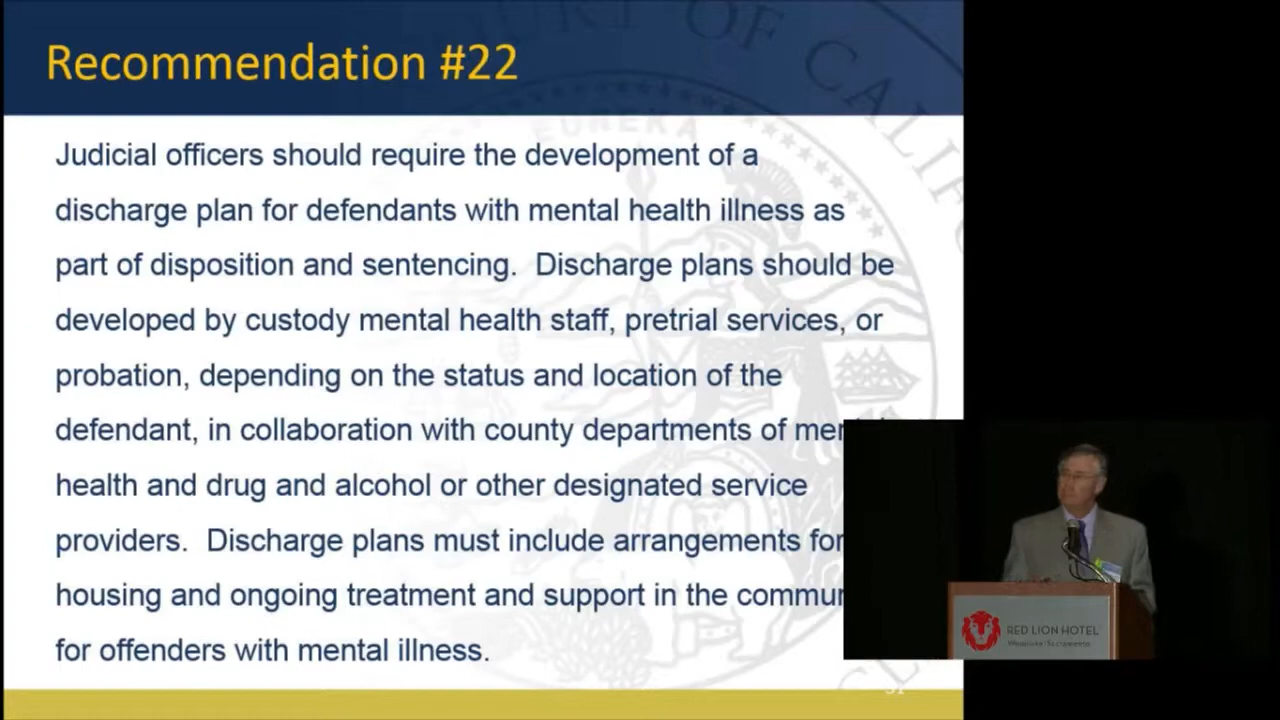 Recommendation #22
Judicial officers should require the development of a
discharge plan for defendants with mental health illness as
part of disposition and sentencing. Discharge plans should be
developed by custody mental health staff, pretrial services, or
probation, depending on the status and location of the
defendant, in collaboration with county departments of
health and drug and alcohol or other designated service
providers. Discharge plans must include arrangements for
housing and ongoing treatment and support in the
for offenders with mental illness.
EUREKA
OF CALIFO
RED LION HOTEL